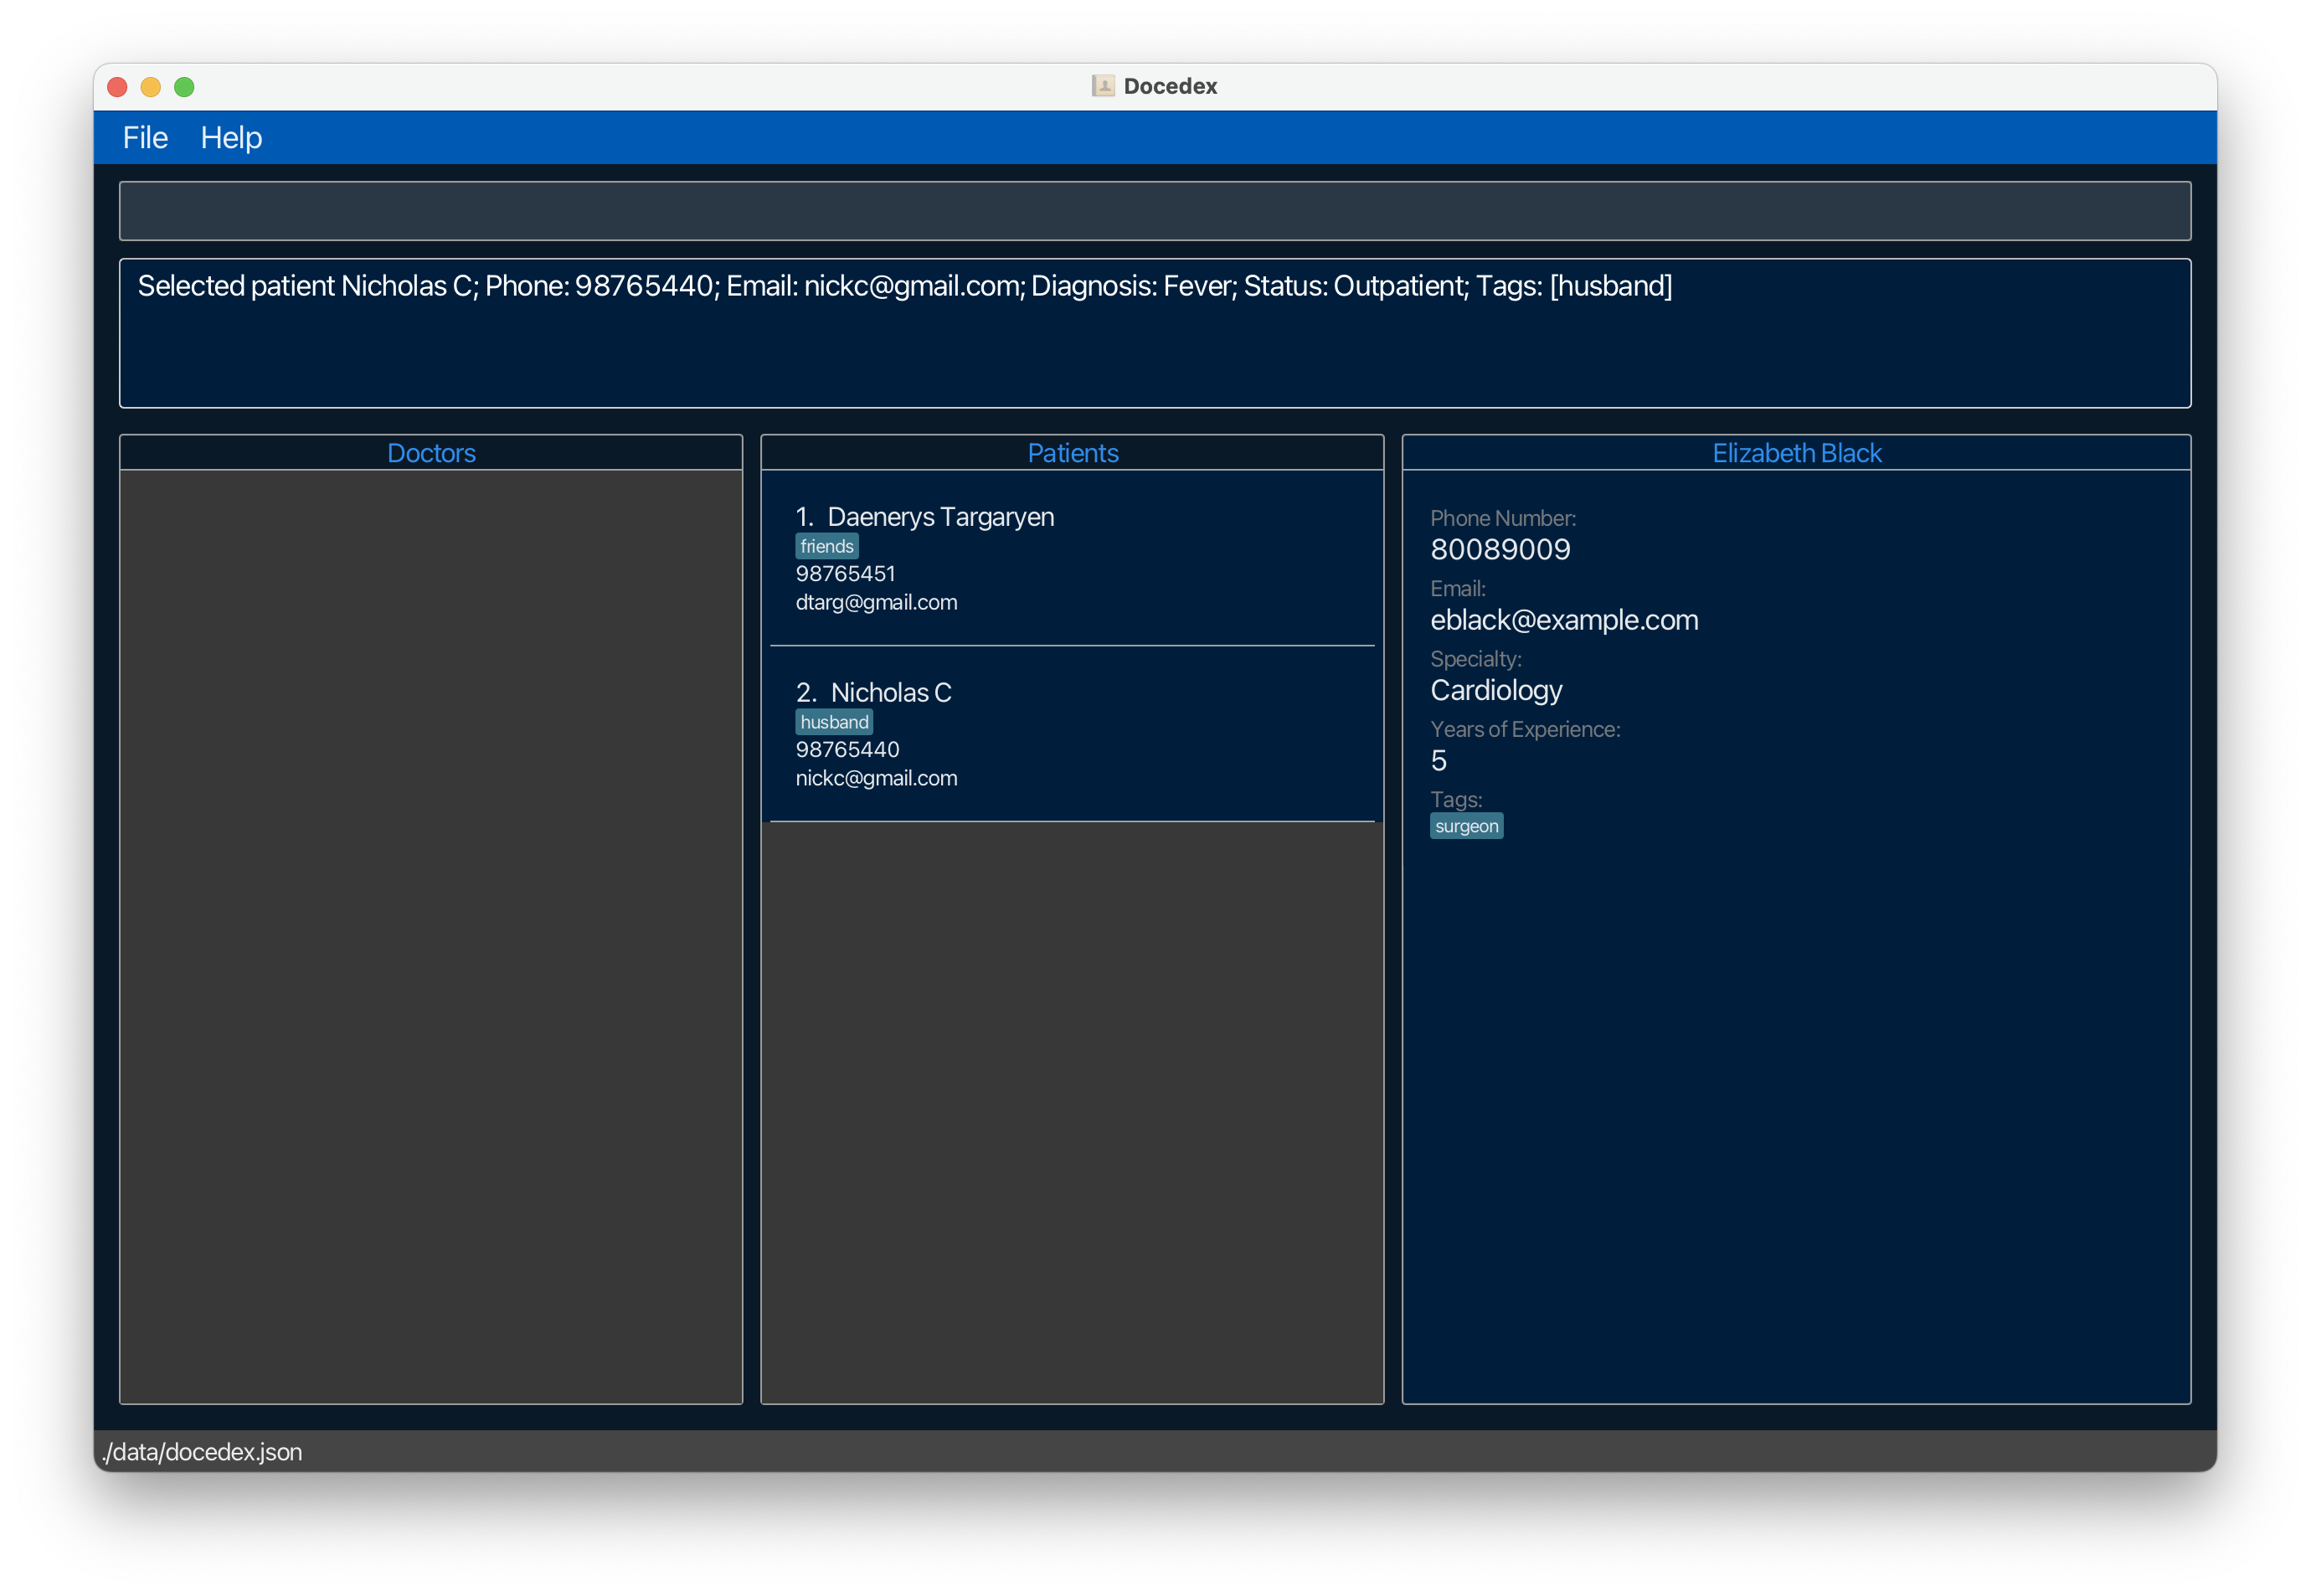 Docedex
File Help
Selected patient Nicholas C; Phone: 98765440; Email: nickc@gmail.com; Diagnosis: Fever; Status: Outpatient; Tags: [husband]
Doctors
Patients
1. Daenerys Targaryen
friends
98765451
dtarg@gmail.com
2. Nicholas C
husband
98765440
nickc@gmail.com
Elizabeth Black
Phone Number:
80089009
Email:
eblack@example.com
Specialty:
Cardiology
Years of Experience:
5
Tags:
surgeon
./data/docedex.json